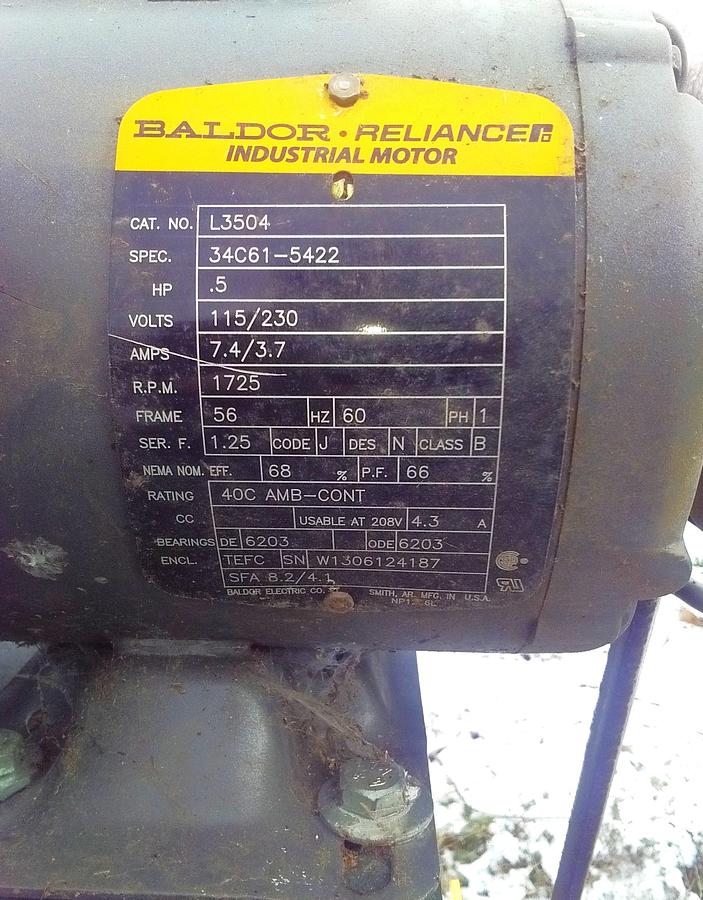 BALDOR · RELIANCE
INDUSTRIAL MOTOR
CAT. NO. L3504
SPEC. 34C61-5422
HP .5
VOLTS 115/230
AMPS 7.4/3.7
R.P.M. 1725
FRAME 56 HZ 60 PH 1
SER. F. 1.25 CODE J DES N CLASS B
NEMA NOM. EFF. 68 % P.F. 66 %
RATING 40C AMB-CONT
CC USABLE AT 208V 4.3 A
BEARINGS DE 6203 ODE 6203
ENCL. TEFC SN W1306124187
SFA 8.2/4.1
BALDOR ELECTRIC CO. SMITH, AR. MFG. IN U.S.A.